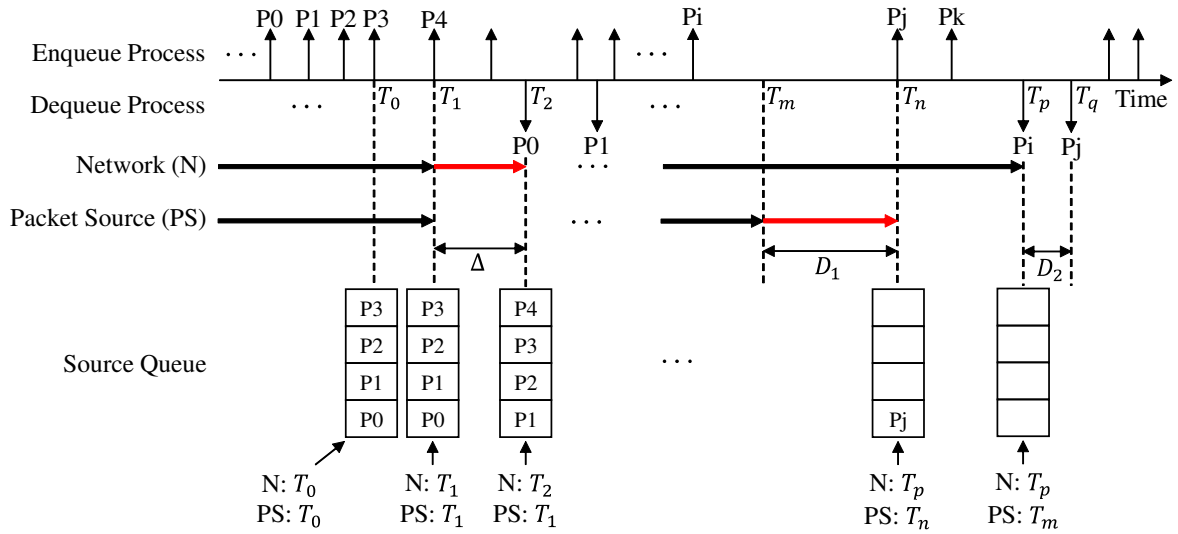 P0 P1 P2 P3 P4 Pi Pj Pk
Enqueue Process ··· ···
Dequeue Process ··· T₀ T₁ T₂ ··· Tₘ Tₙ Tₚ T_q Time
P0 P1 Pi Pj
Network (N) ···
Packet Source (PS) ···
Δ D₁ D₂
P3 P3 P4
P2 P2 P3
Source Queue ···
P1 P1 P2
P0 P0 P1 Pj
N: T₀ N: T₁ N: T₂ N: Tₚ N: Tₚ
PS: T₀ PS: T₁ PS: T₁ PS: Tₙ PS: Tₘ